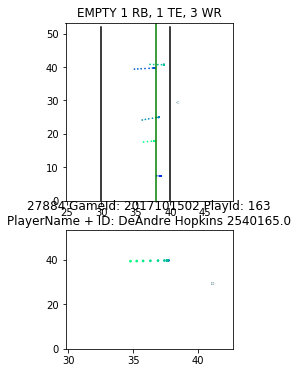 EMPTY 1 RB, 1 TE, 3 WR
50
40
30
20
10
0
25 30 35 40 45
27884 GameId: 2017101502 PlayId: 163
PlayerName + ID: DeAndre Hopkins 2540165.0
40
20
0
30 35 40